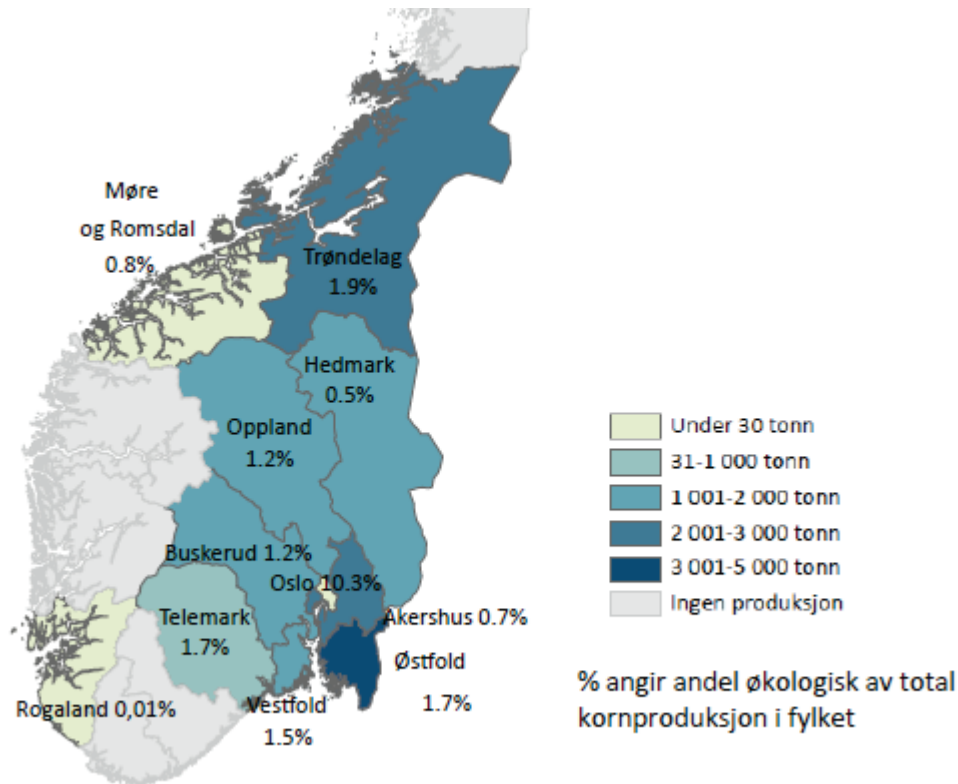 Møre
og Romsdal
0.8%
Trøndelag
1.9%
Hedmark
0.5%
Oppland
1.2%
Buskerud 1.2%
Oslo 10.3%
Akershus 0.7%
Telemark
1.7%
Østfold
1.7%
Rogaland 0,01%
Vestfold
1.5%
Under 30 tonn
31-1 000 tonn
1 001-2 000 tonn
2 001-3 000 tonn
3 001-5 000 tonn
Ingen produksjon
% angir andel økologisk av total
kornproduksjon i fylket